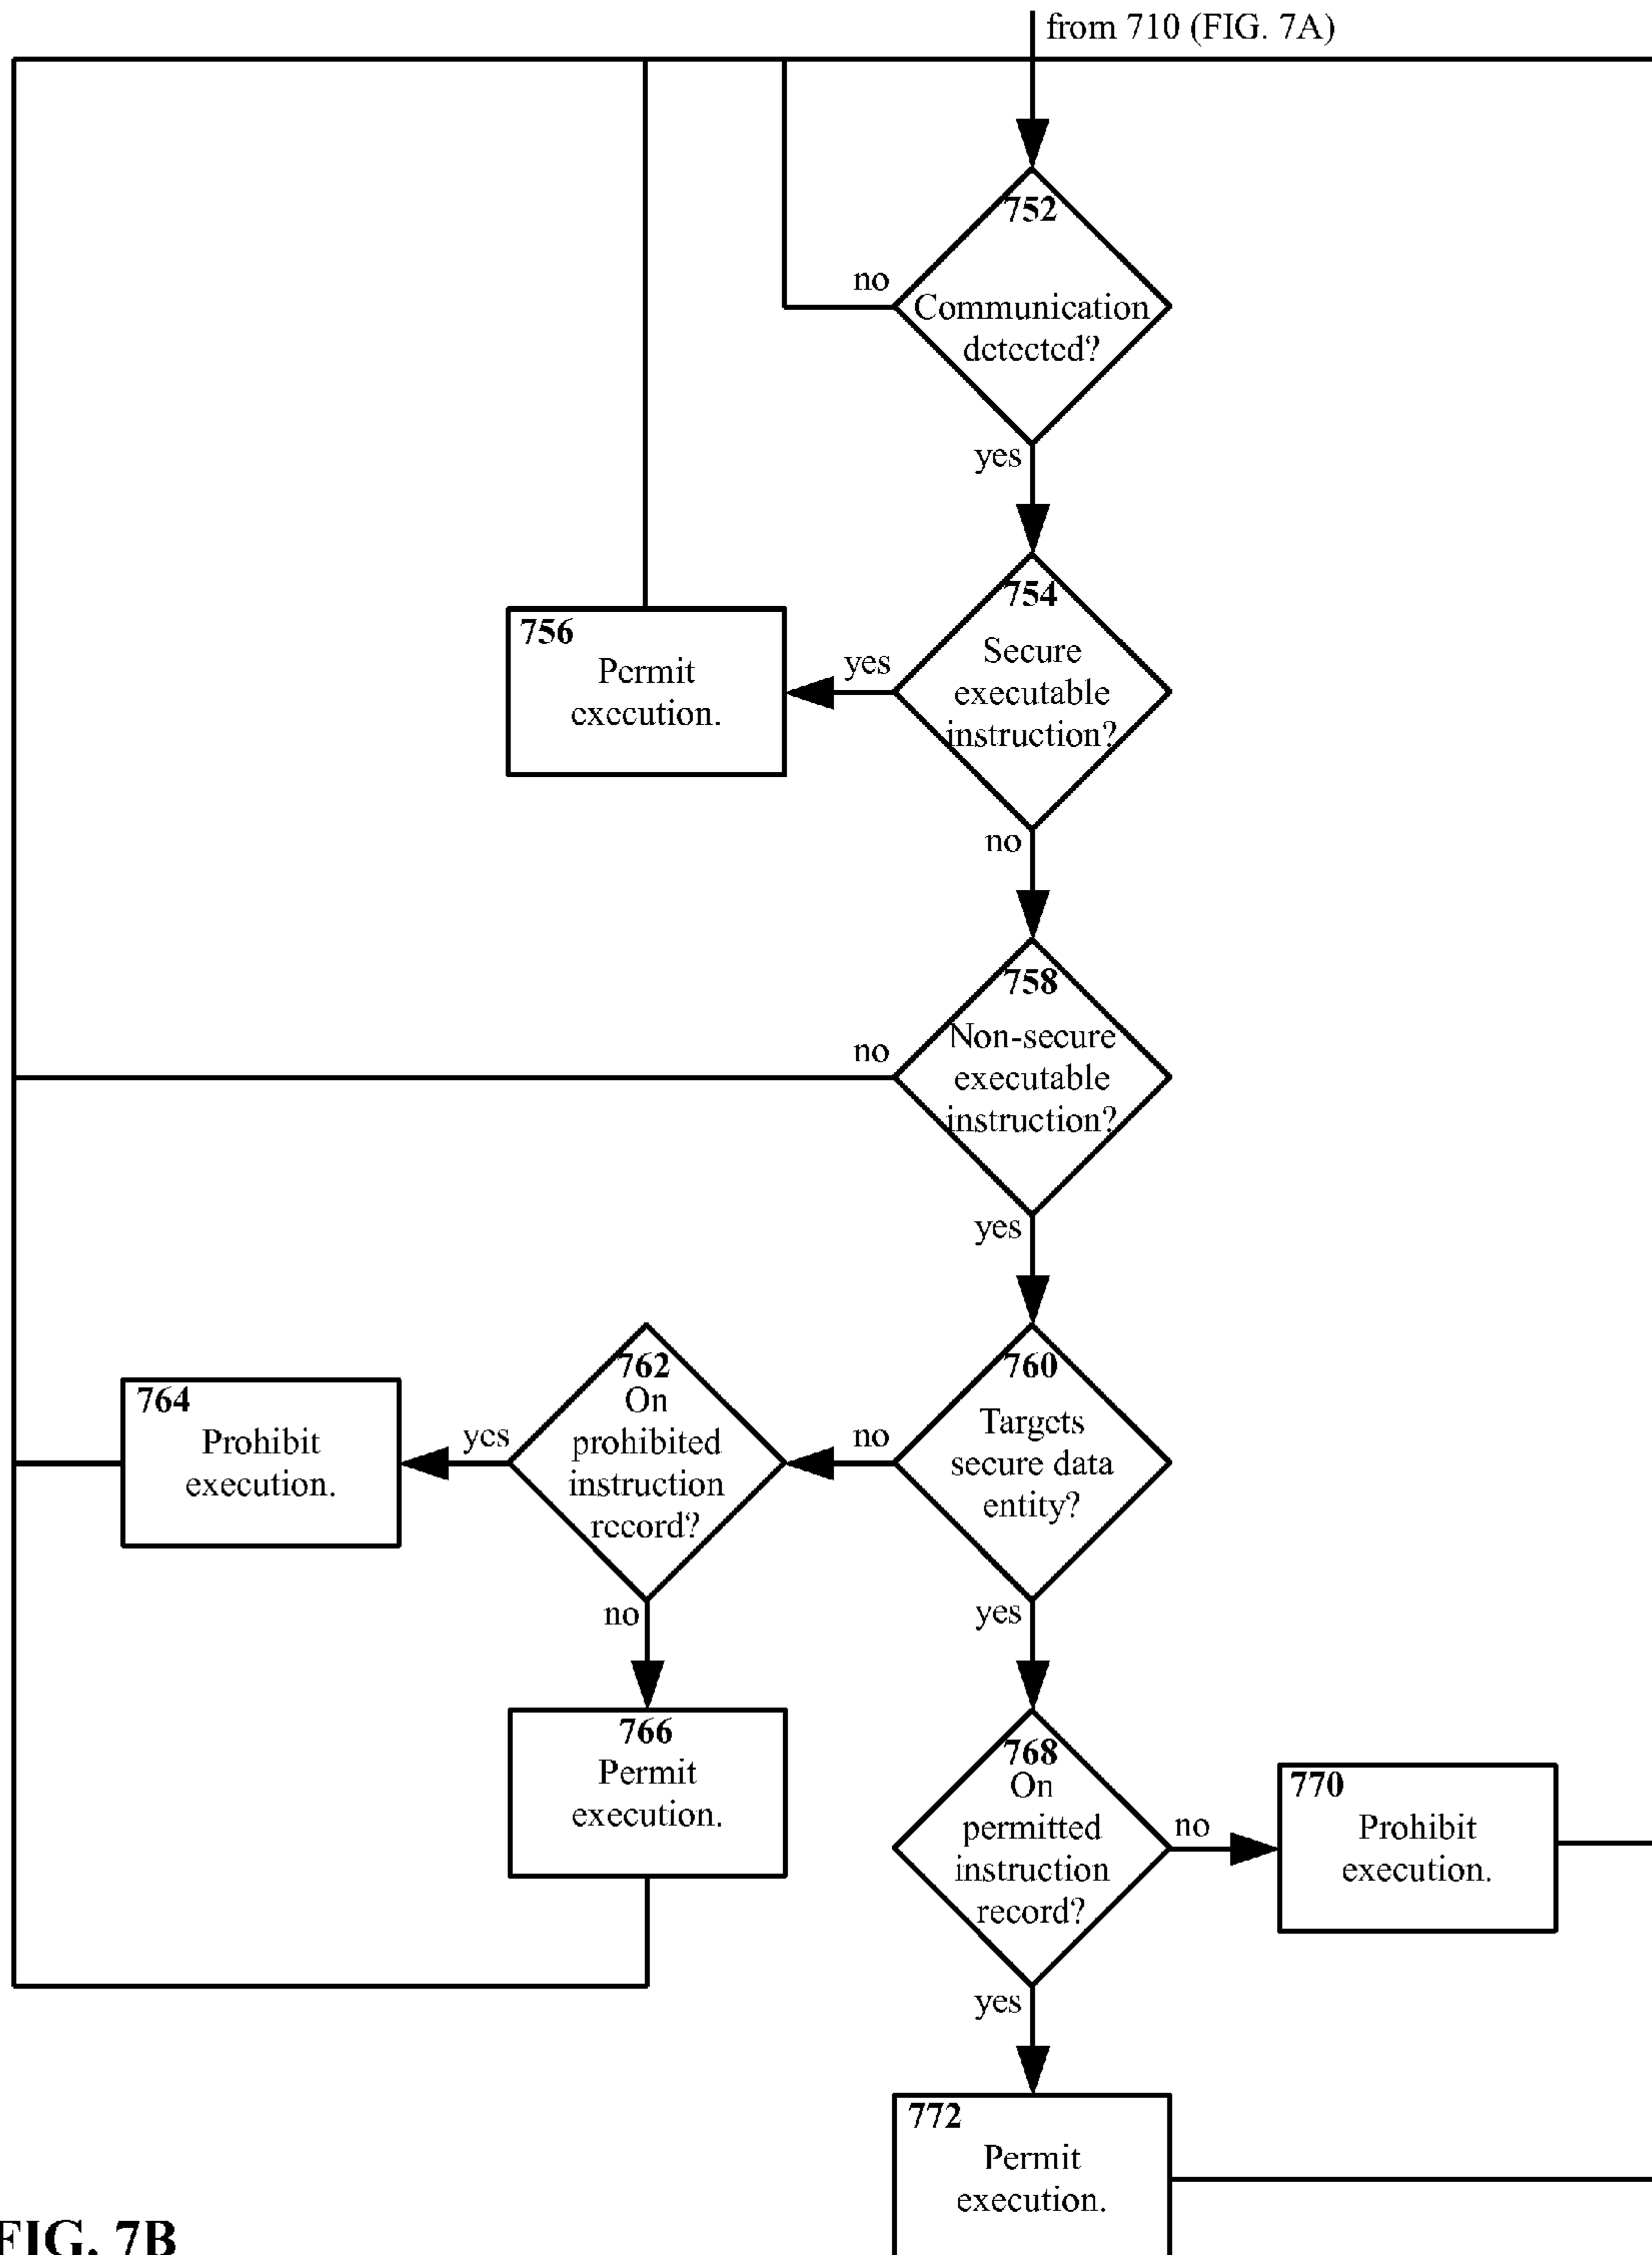 from 710 (FIG. 7A)
752
no
Communication
detected?
yes
754
Secure
executable
instruction?
yes
756
Permit
execution.
no
758
Non-secure
executable
instruction?
no
yes
760
Targets
secure data
entity?
no
762
On
prohibited
instruction
record?
yes
764
Prohibit
execution.
no
766
Permit
execution.
yes
768
On
permitted
instruction
record?
no
770
Prohibit
execution.
yes
772
Permit
execution.
FIG. 7B